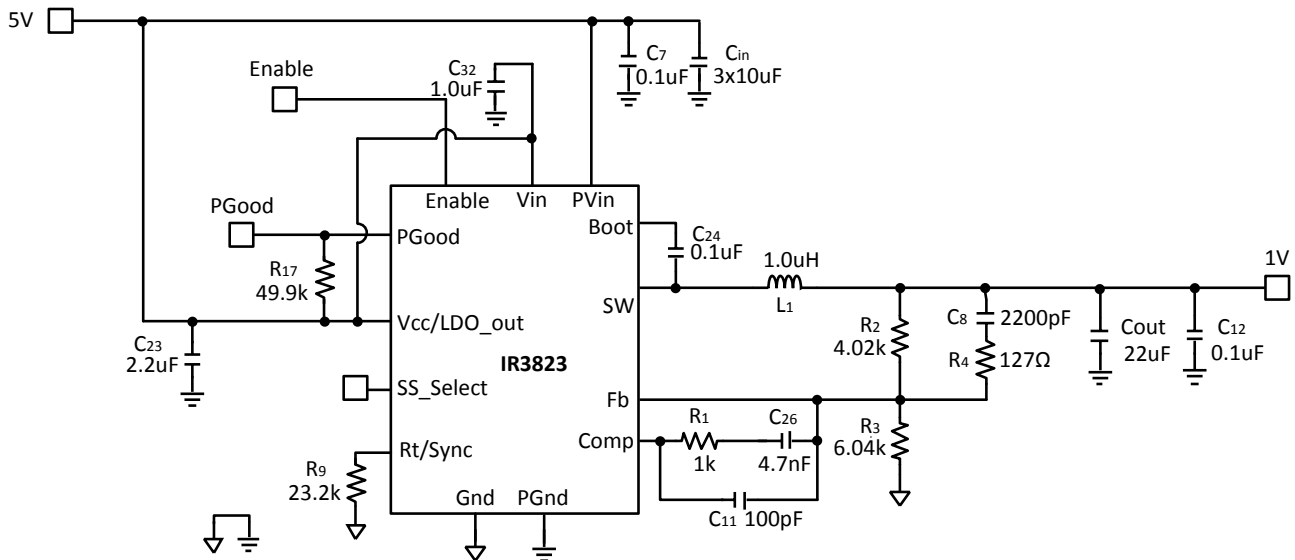 5V
Enable
C32
1.0uF
C7
0.1uF
Cin
3x10uF
PGood
Enable
Vin
PVin
PGood
Boot
C24
0.1uF
R17
49.9k
1.0uH
L1
1V
SW
Vcc/LDO_out
IR3823
C23
2.2uF
R2
4.02k
C8
2200pF
R4
127Ω
Cout
22uF
C12
0.1uF
SS_Select
Fb
R1
1k
C26
4.7nF
R3
6.04k
Comp
Rt/Sync
R9
23.2k
Gnd
PGnd
C11
100pF